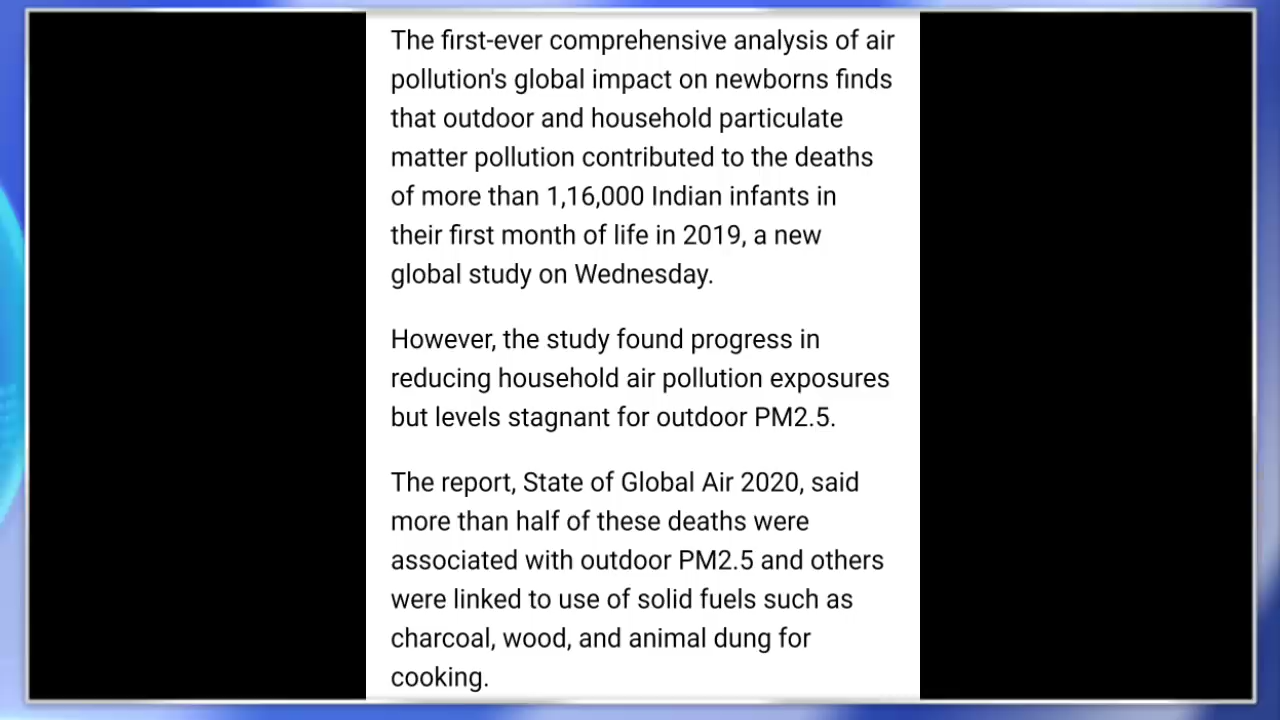 The first-ever comprehensive analysis of air
pollution's global impact on newborns finds
that outdoor and household particulate
matter pollution contributed to the deaths
of more than 1,16,000 Indian infants in
their first month of life in 2019, a new
global study on Wednesday.
However, the study found progress in
reducing household air pollution exposures
but levels stagnant for outdoor PM2.5.
The report, State of Global Air 2020, said
more than half of these deaths were
associated with outdoor PM2.5 and others
were linked to use of solid fuels such as
charcoal, wood, and animal dung for
cooking.